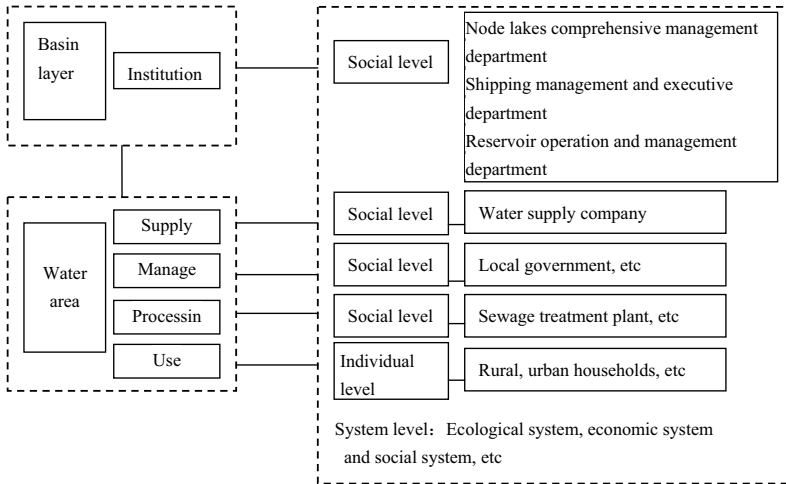 Basin
layer
Institution
Social level
Node lakes comprehensive management
department
Shipping management and executive
department
Reservoir operation and management
department
Water
area
Supply
Social level
Water supply company
Manage
Social level
Local government, etc
Processin
Social level
Sewage treatment plant, etc
Use
Individual
level
Rural, urban households, etc
System level：Ecological system, economic system
and social system, etc